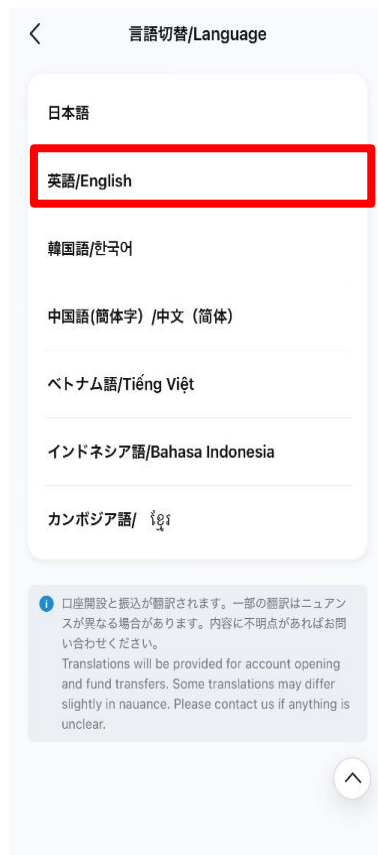 言語切替/Language
日本語
英語/English
韓国語/한국어
中国語(簡体字）/中文（简体）
ベトナム語/Tiếng Việt
インドネシア語/Bahasa Indonesia
カンボジア語/ ខ្មែរ
口座開設と振込が翻訳されます。一部の翻訳はニュアン
スが異なる場合があります。内容に不明点があればお問
い合わせください。
Translations will be provided for account opening
and fund transfers. Some translations may differ
slightly in nauance. Please contact us if anything is
unclear.